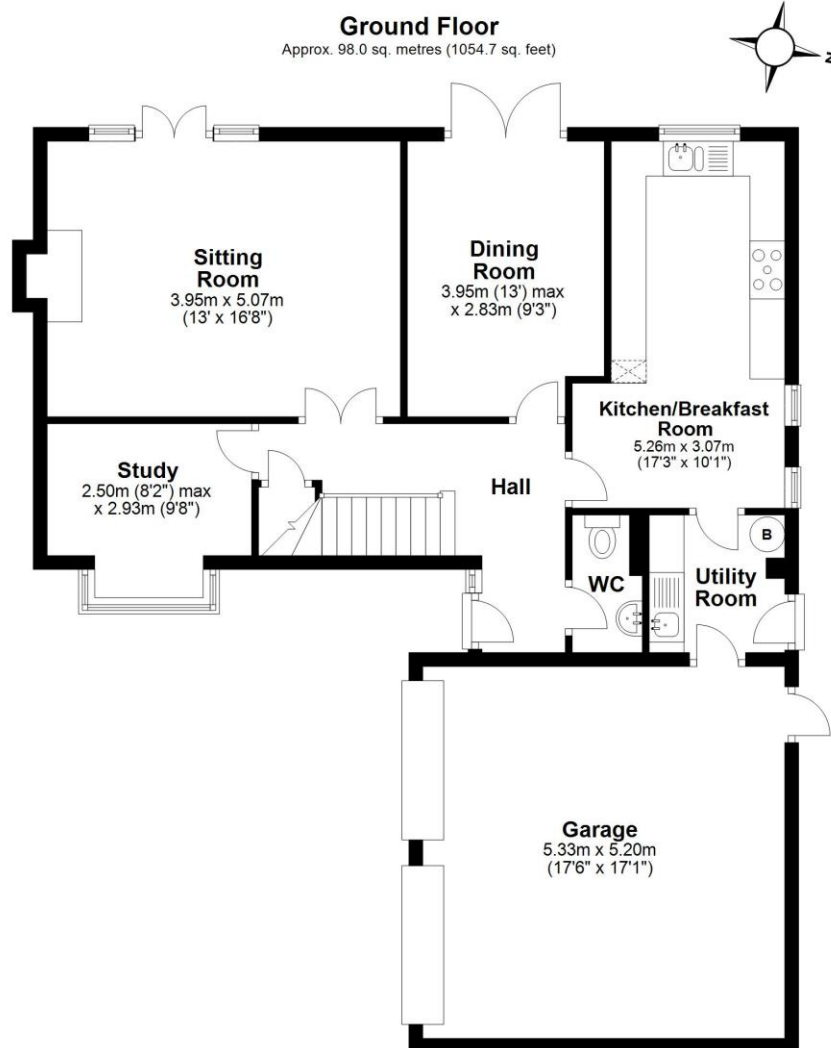 Ground Floor
Approx. 98.0 sq. metres (1054.7 sq. feet)
N
Sitting
Room
3.95m x 5.07m
(13' x 16'8")
Dining
Room
3.95m (13') max
x 2.83m (9'3")
Kitchen/Breakfast
Room
5.26m x 3.07m
(17'3" x 10'1")
Study
2.50m (8'2") max
x 2.93m (9'8")
Hall
WC
B
Utility
Room
Garage
5.33m x 5.20m
(17'6" x 17'1")